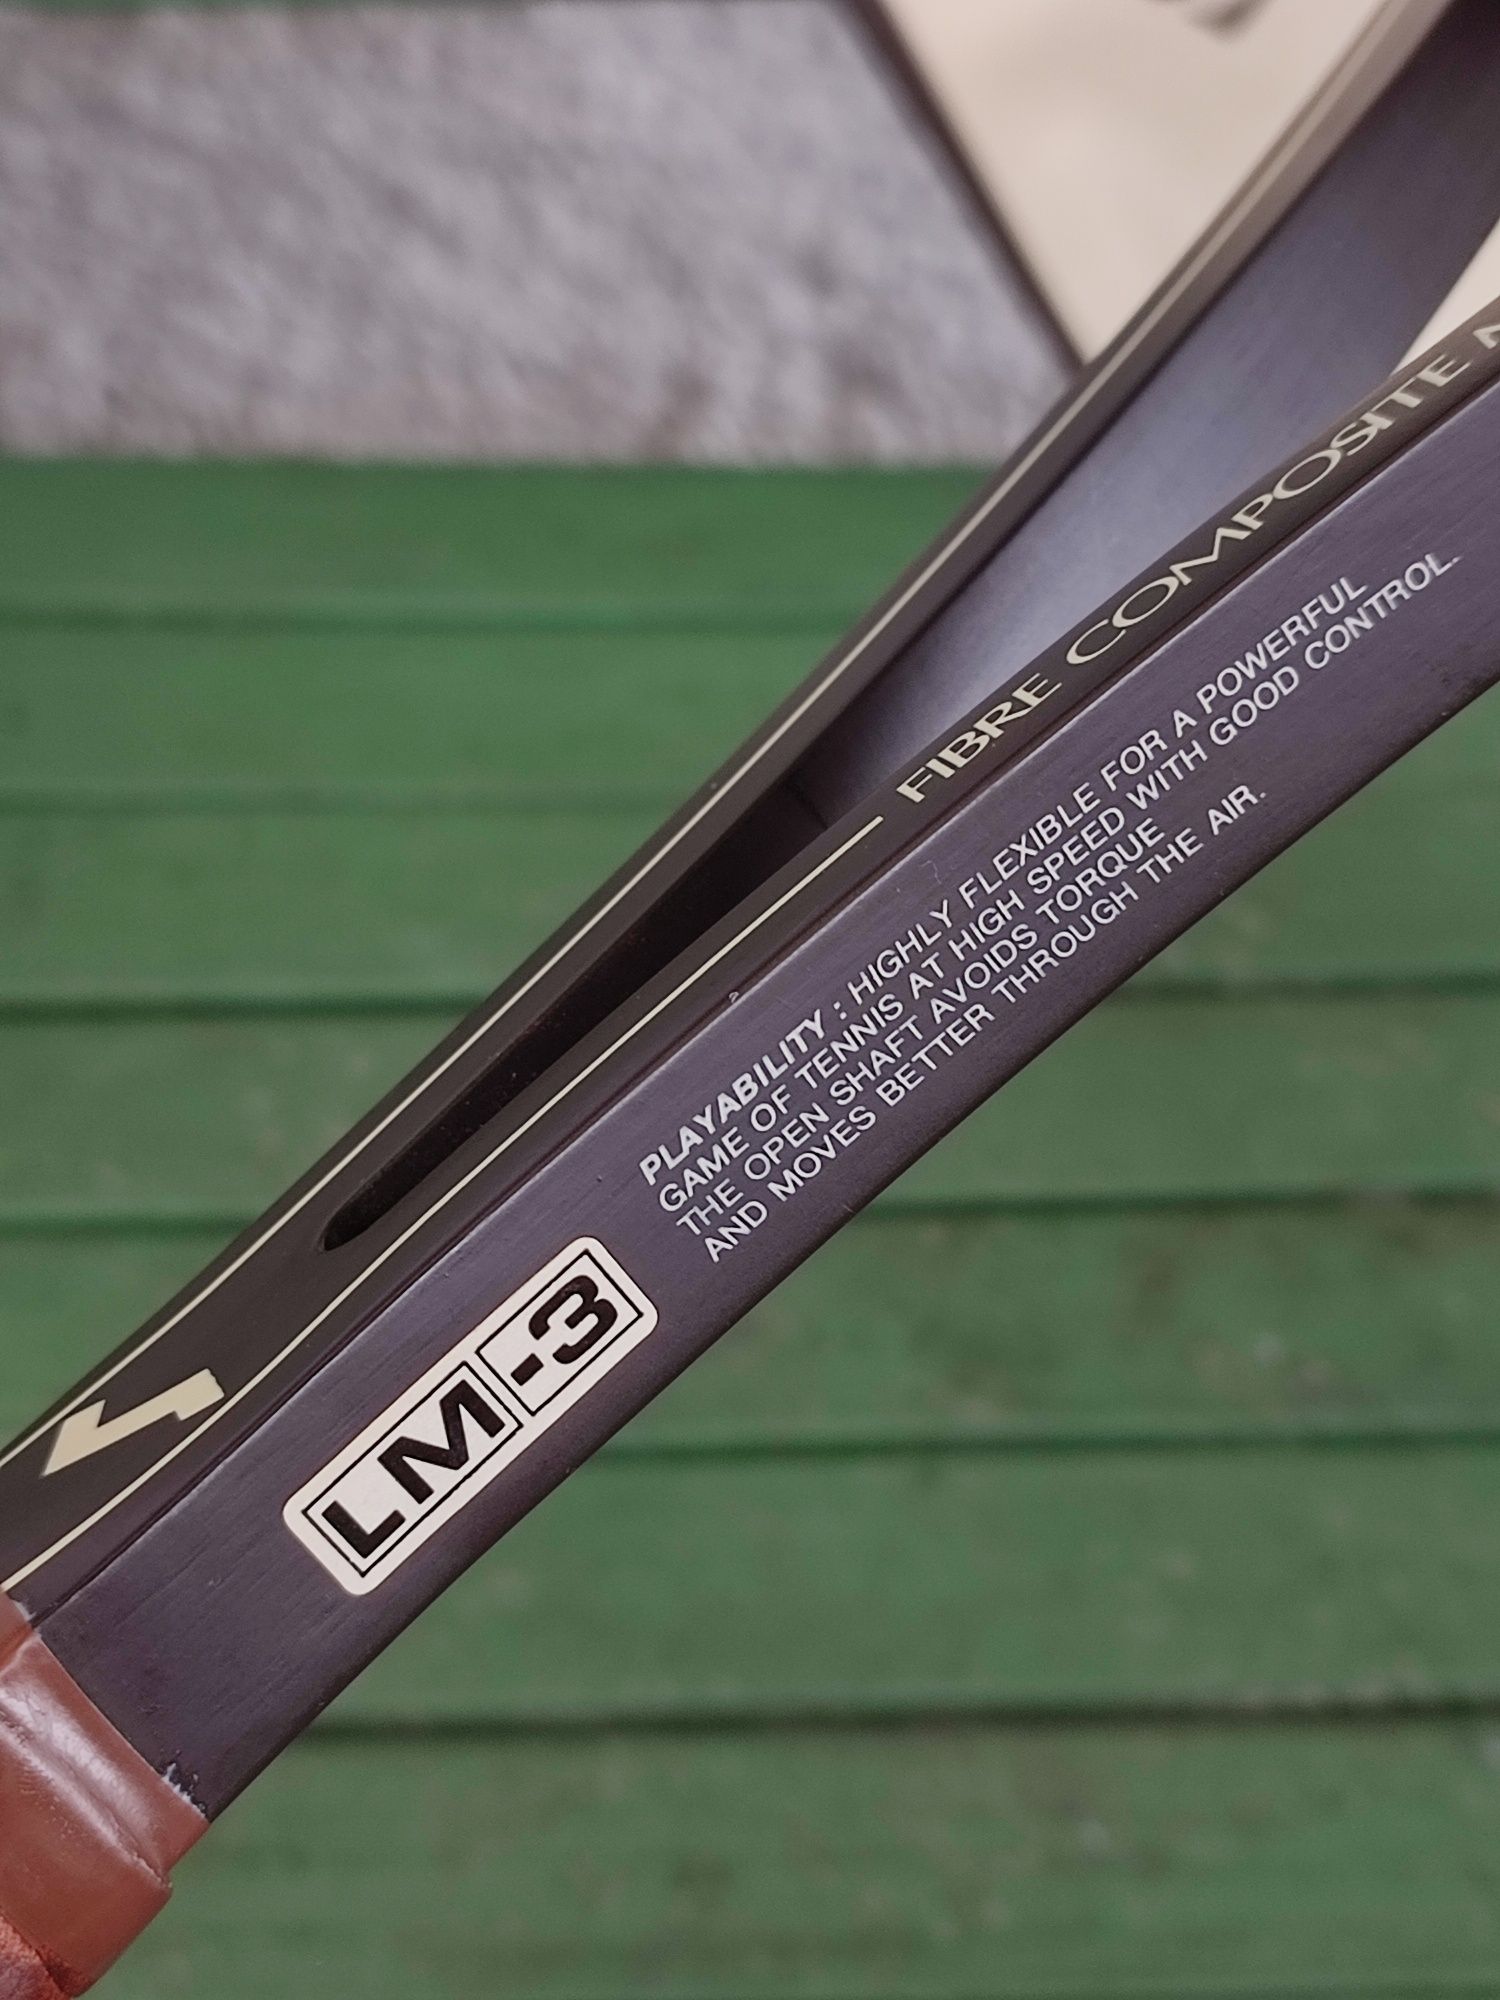 FIBRE COMPOSITE
PLAYABILITY : HIGHLY FLEXIBLE FOR A POWERFUL
GAME OF TENNIS AT HIGH SPEED WITH GOOD CONTROL.
THE OPEN SHAFT AVOIDS TORQUE
AND MOVES BETTER THROUGH THE AIR.
LM-3